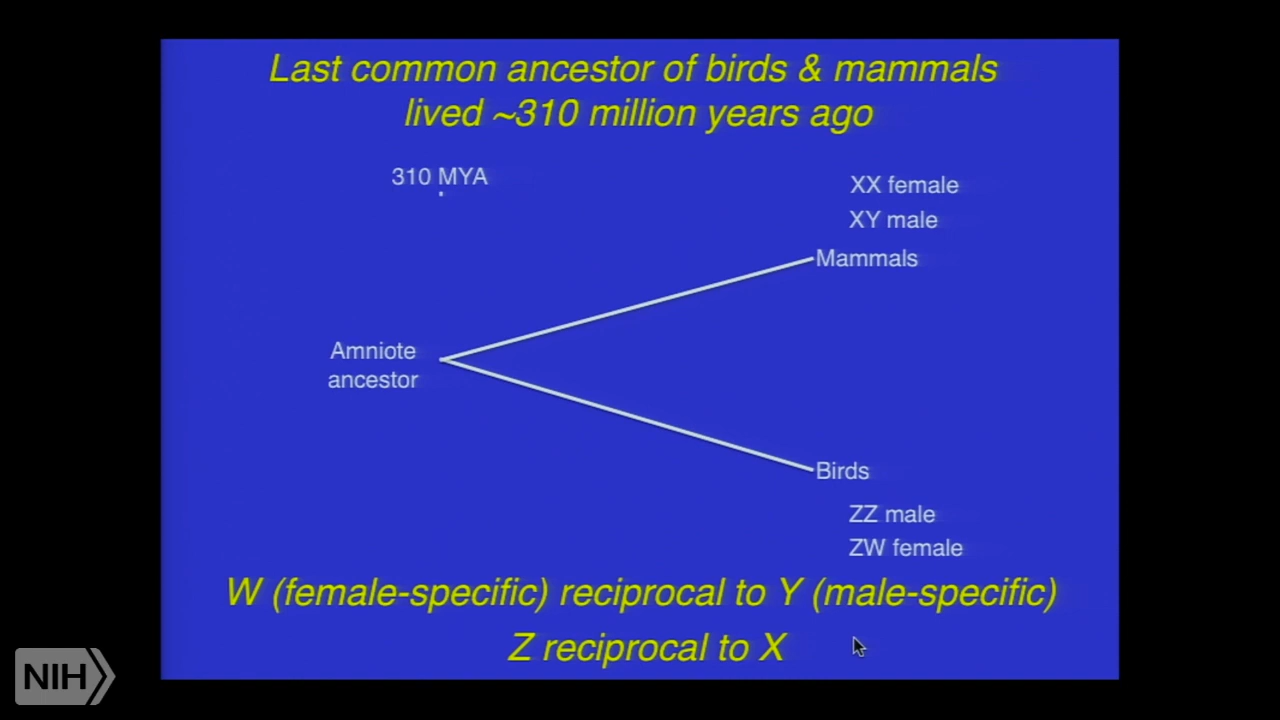 Last common ancestor of birds & mammals
lived ~310 million years ago
310 MYA
XX female
XY male
Mammals
Amniote
ancestor
Birds
ZZ male
ZW female
W (female-specific) reciprocal to Y (male-specific)
Z reciprocal to X
NIH